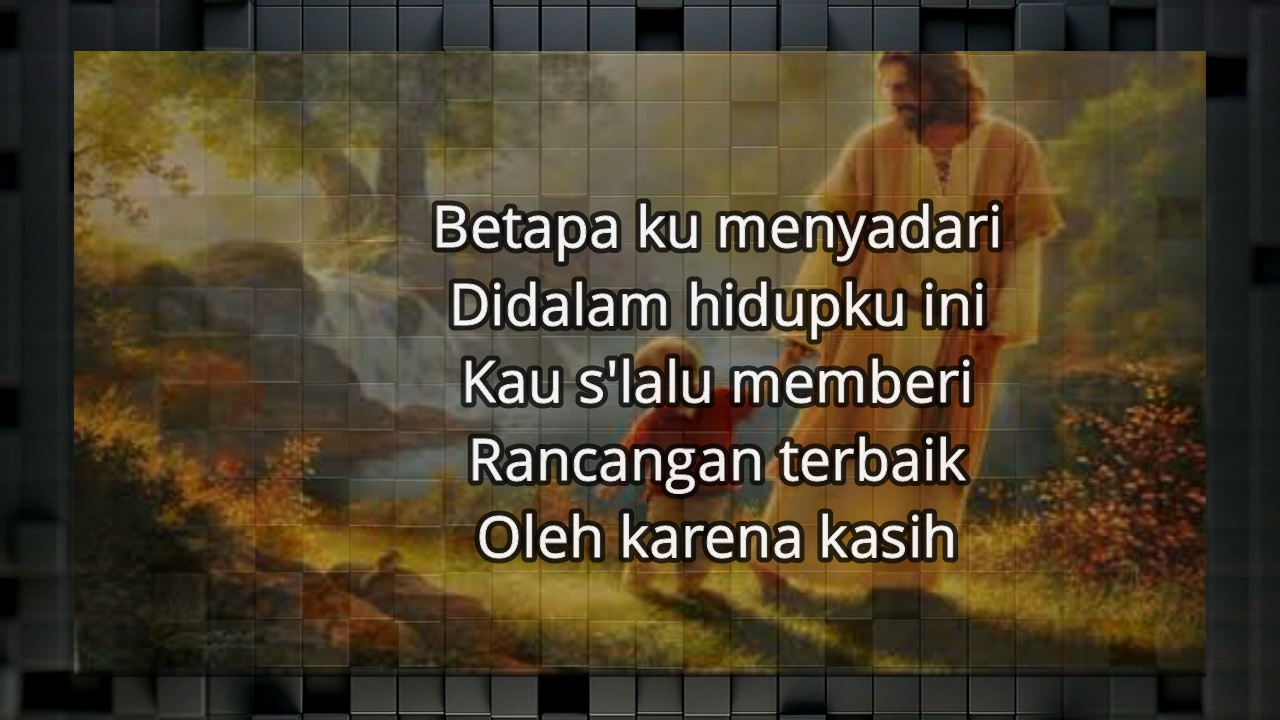 Betapa ku menyadari
Didalam hidupku ini
Kau s'lalu memberi
Rancangan terbaik
Oleh karena kasih